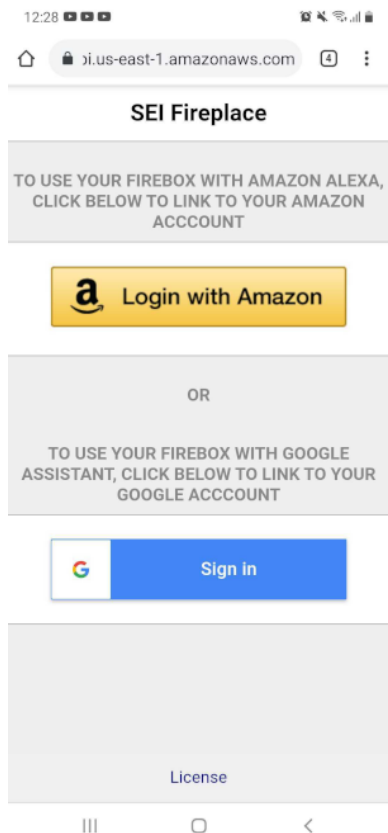 12:28
oi.us-east-1.amazonaws.com 4
SEI Fireplace
TO USE YOUR FIREBOX WITH AMAZON ALEXA,
CLICK BELOW TO LINK TO YOUR AMAZON
ACCCOUNT
a Login with Amazon
OR
TO USE YOUR FIREBOX WITH GOOGLE
ASSISTANT, CLICK BELOW TO LINK TO YOUR
GOOGLE ACCCOUNT
G Sign in
License